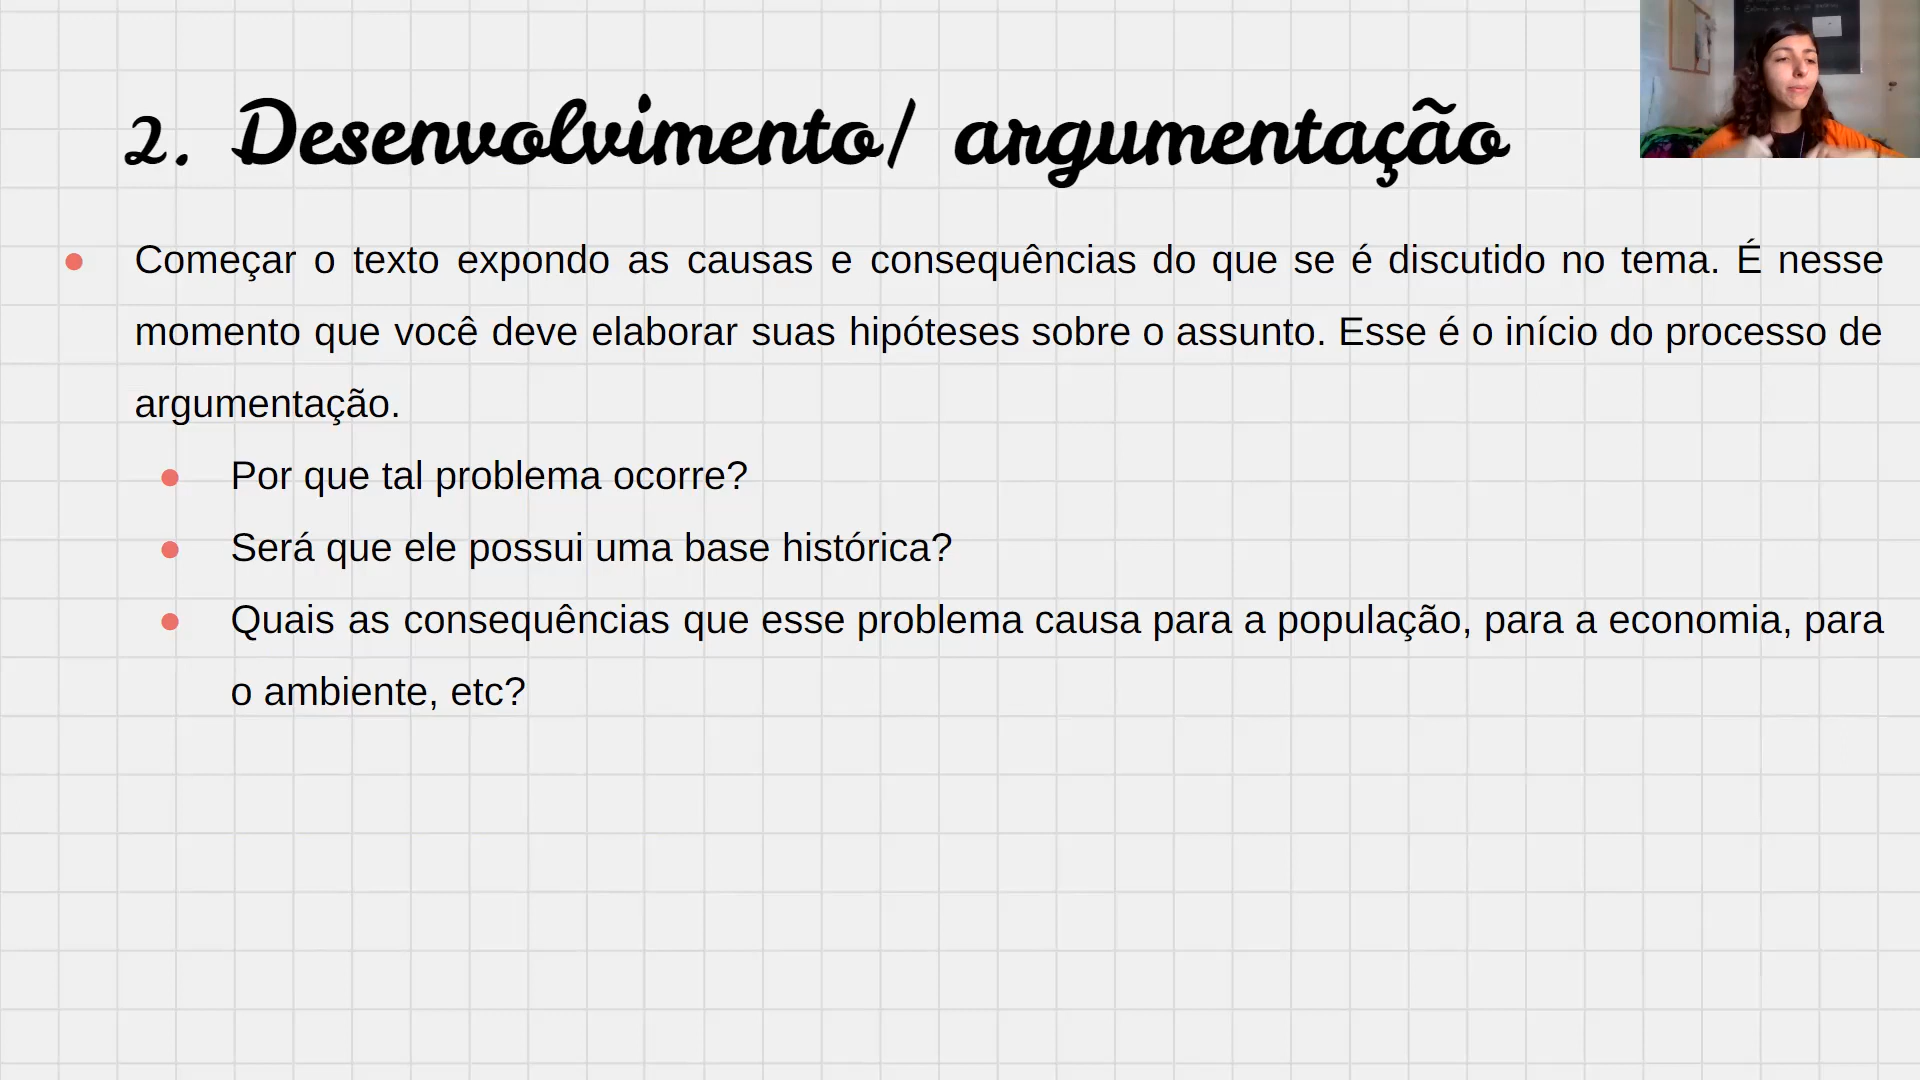 2. Desenvolvimento/ argumentação
Começar o texto expondo as causas e consequências do que se é discutido no tema. É nesse
momento que você deve elaborar suas hipóteses sobre o assunto. Esse é o início do processo de
argumentação.
Por que tal problema ocorre?
Será que ele possui uma base histórica?
Quais as consequências que esse problema causa para a população, para a economia, para
o ambiente, etc?